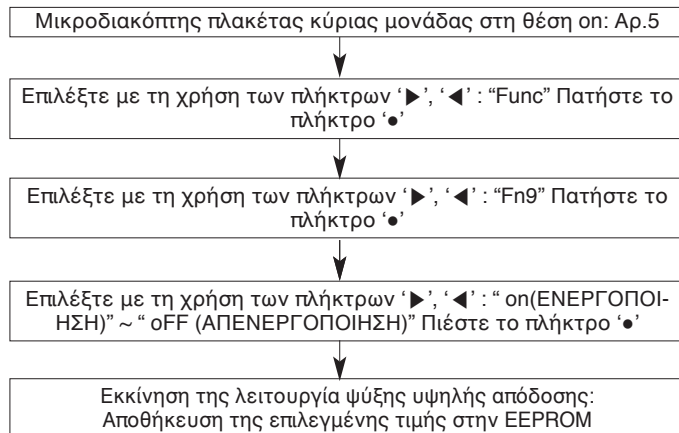 Μικροδιακόπτης πλακέτας κύριας μονάδας στη θέση on: Αρ.5
Επιλέξτε με τη χρήση των πλήκτρων ‘▶’, ‘◀’ : “Func” Πατήστε το
πλήκτρο ‘●’
Επιλέξτε με τη χρήση των πλήκτρων ‘▶’, ‘◀’ : “Fn9” Πατήστε το
πλήκτρο ‘●’
Επιλέξτε με τη χρήση των πλήκτρων ‘▶’, ‘◀’ : “ on(ΕΝΕΡΓΟΠΟΙ-
ΗΣΗ)” ~ “ oFF (ΑΠΕΝΕΡΓΟΠΟΙΗΣΗ)” Πιέστε το πλήκτρο ‘●’
Εκκίνηση της λειτουργία ψύξης υψηλής απόδοσης:
Αποθήκευση της επιλεγμένης τιμής στην EEPROM